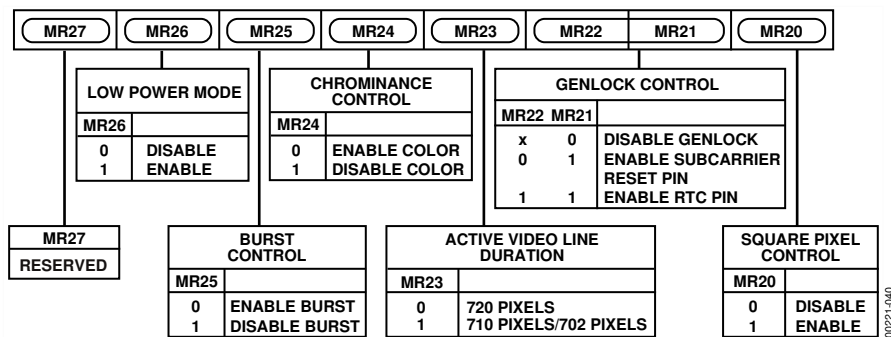 MR27 MR26 MR25 MR24 MR23 MR22 MR21 MR20
LOW POWER MODE
MR26
0 DISABLE
1 ENABLE
CHROMINANCE
CONTROL
MR24
0 ENABLE COLOR
1 DISABLE COLOR
GENLOCK CONTROL
MR22 MR21
x 0 DISABLE GENLOCK
0 1 ENABLE SUBCARRIER
RESET PIN
1 1 ENABLE RTC PIN
MR27
RESERVED
BURST
CONTROL
MR25
0 ENABLE BURST
1 DISABLE BURST
ACTIVE VIDEO LINE
DURATION
MR23
0 720 PIXELS
1 710 PIXELS/702 PIXELS
SQUARE PIXEL
CONTROL
MR20
0 DISABLE
1 ENABLE
00221-040